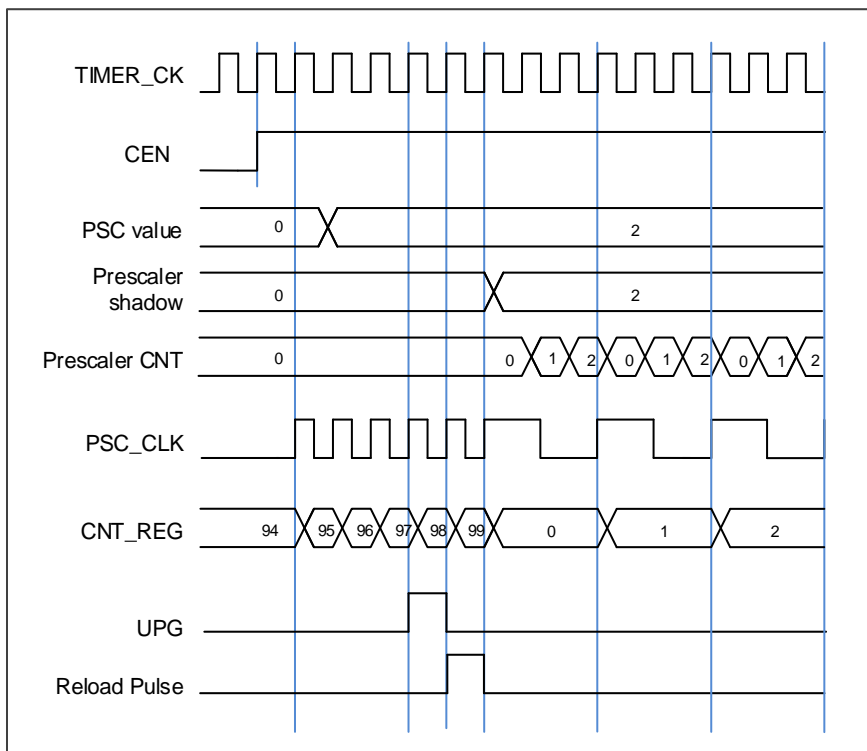 TIMER_CK
CEN
PSC value 0 2
Prescaler
shadow 0 2
Prescaler CNT 0 0 1 2 0 1 2 0 1 2
PSC_CLK
CNT_REG 94 95 96 97 98 99 0 1 2
UPG
Reload Pulse